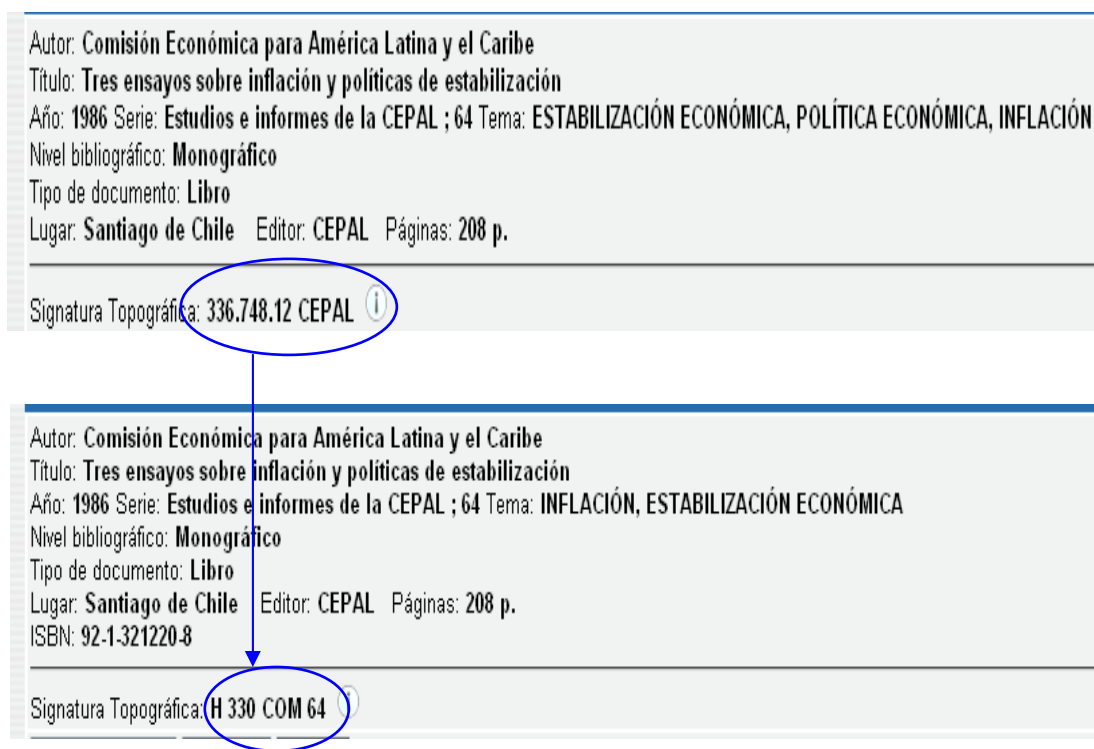 Autor: Comisión Económica para América Latina y el Caribe
Título: Tres ensayos sobre inflación y políticas de estabilización
Año: 1986 Serie: Estudios e informes de la CEPAL ; 64 Tema: ESTABILIZACIÓN ECONÓMICA, POLÍTICA ECONÓMICA, INFLACIÓN
Nivel bibliográfico: Monográfico
Tipo de documento: Libro
Lugar: Santiago de Chile Editor: CEPAL Páginas: 208 p.
Signatura Topográfica: 336.748.12 CEPAL i
Autor: Comisión Económica para América Latina y el Caribe
Título: Tres ensayos sobre inflación y políticas de estabilización
Año: 1986 Serie: Estudios e informes de la CEPAL ; 64 Tema: INFLACIÓN, ESTABILIZACIÓN ECONÓMICA
Nivel bibliográfico: Monográfico
Tipo de documento: Libro
Lugar: Santiago de Chile Editor: CEPAL Páginas: 208 p.
ISBN: 92-1-321220-8
Signatura Topográfica: H 330 COM 64 i